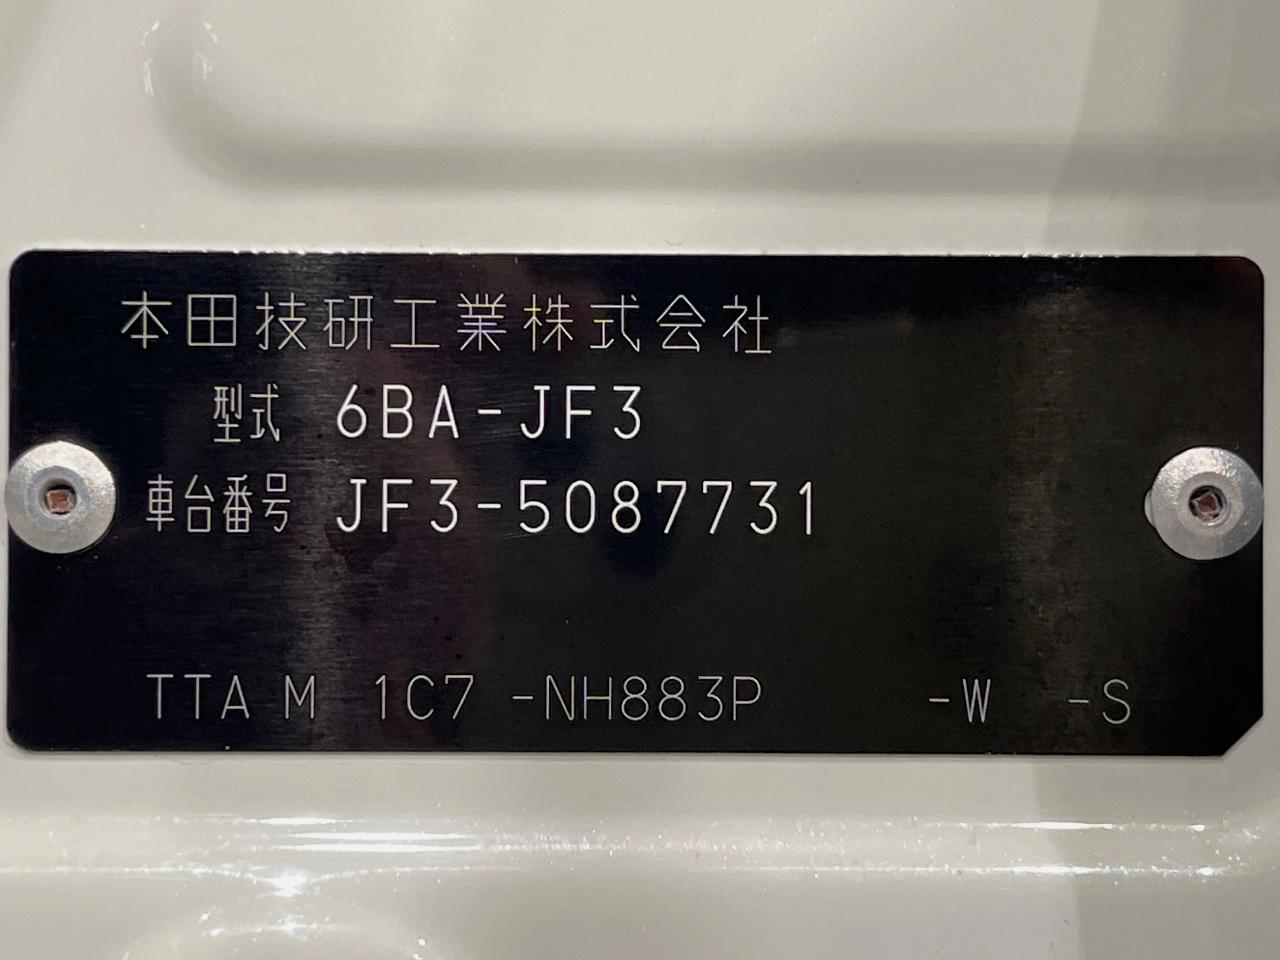 本田技研工業株式会社
型式 6BA-JF3
車台番号 JF3-5087731
TTA M 1C7 -NH883P -W -S